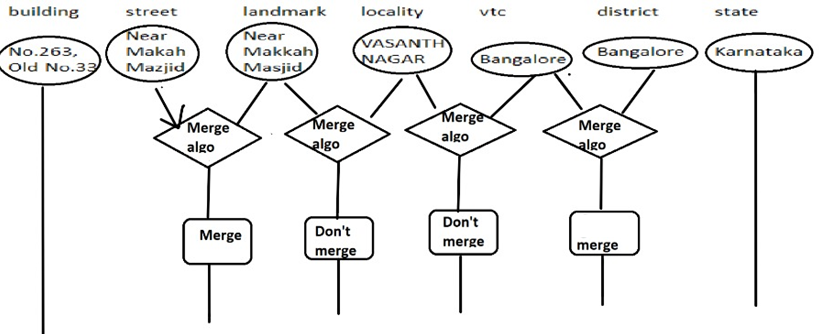 building street landmark locality vtc district state
No.263,
Old No.33
Near
Makah
Mazjid
Near
Makkah
Masjid
VASANTH
NAGAR
Bangalore
Bangalore
Karnataka
Merge
algo
Merge
algo
Merge
algo
Merge
algo
Merge
Don't
merge
Don't
merge
merge